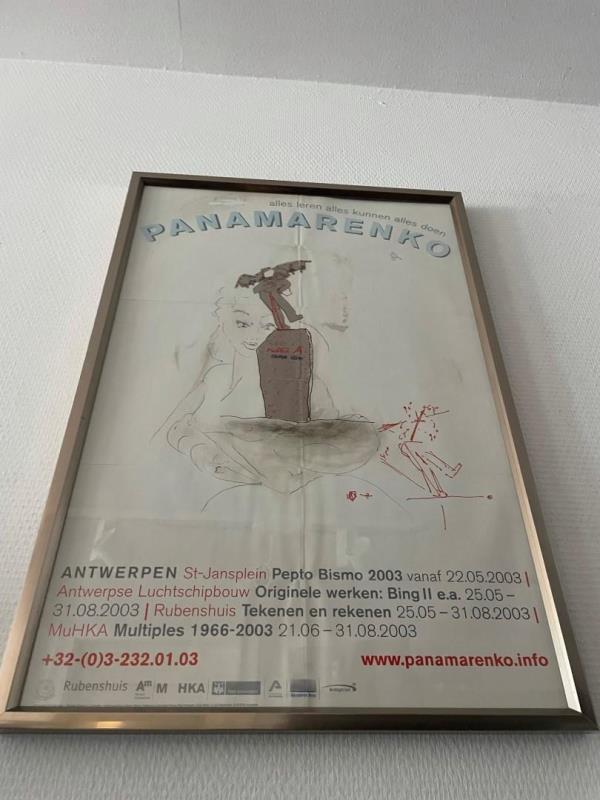 alles leren alles kunnen alles doen
PANAMARENKO
ANTWERPEN St-Jansplein Pepto Bismo 2003 vanaf 22.05.2003 |
Antwerpse Luchtschipbouw Originele werken: Bing II e.a. 25.05 –
31.08.2003 | Rubenshuis Tekenen en rekenen 25.05 – 31.08.2003 |
MuHKA Multiples 1966-2003 21.06 – 31.08.2003
+32-(0)3-232.01.03 www.panamarenko.info
Rubenshuis Am M HKA